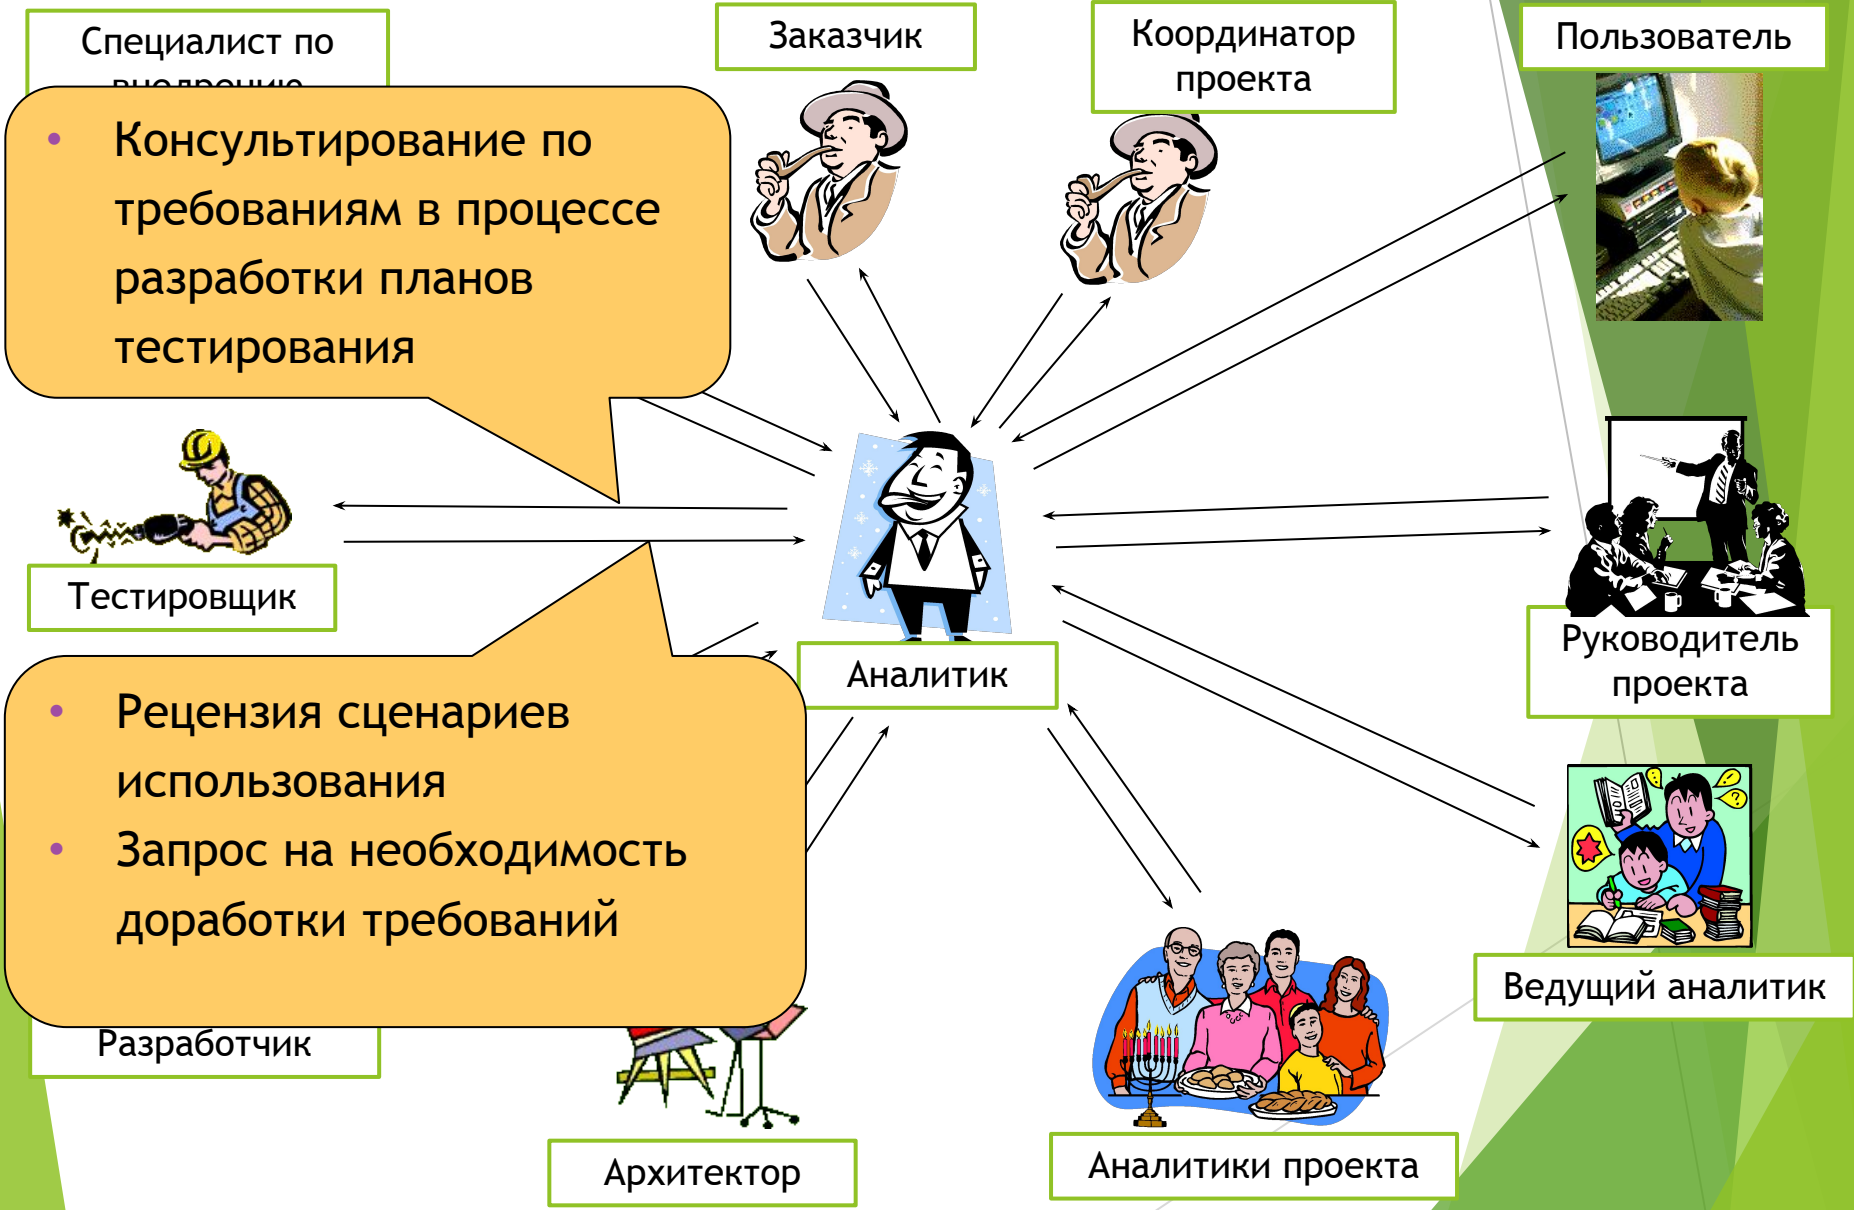 Специалист по
Заказчик
Координатор
проекта
Пользователь
• Консультирование по
требованиям в процессе
разработки планов
тестирования
Тестировщик
Аналитик
Руководитель
проекта
• Рецензия сценариев
использования
• Запрос на необходимость
доработки требований
Ведущий аналитик
Разработчик
Архитектор
Аналитики проекта